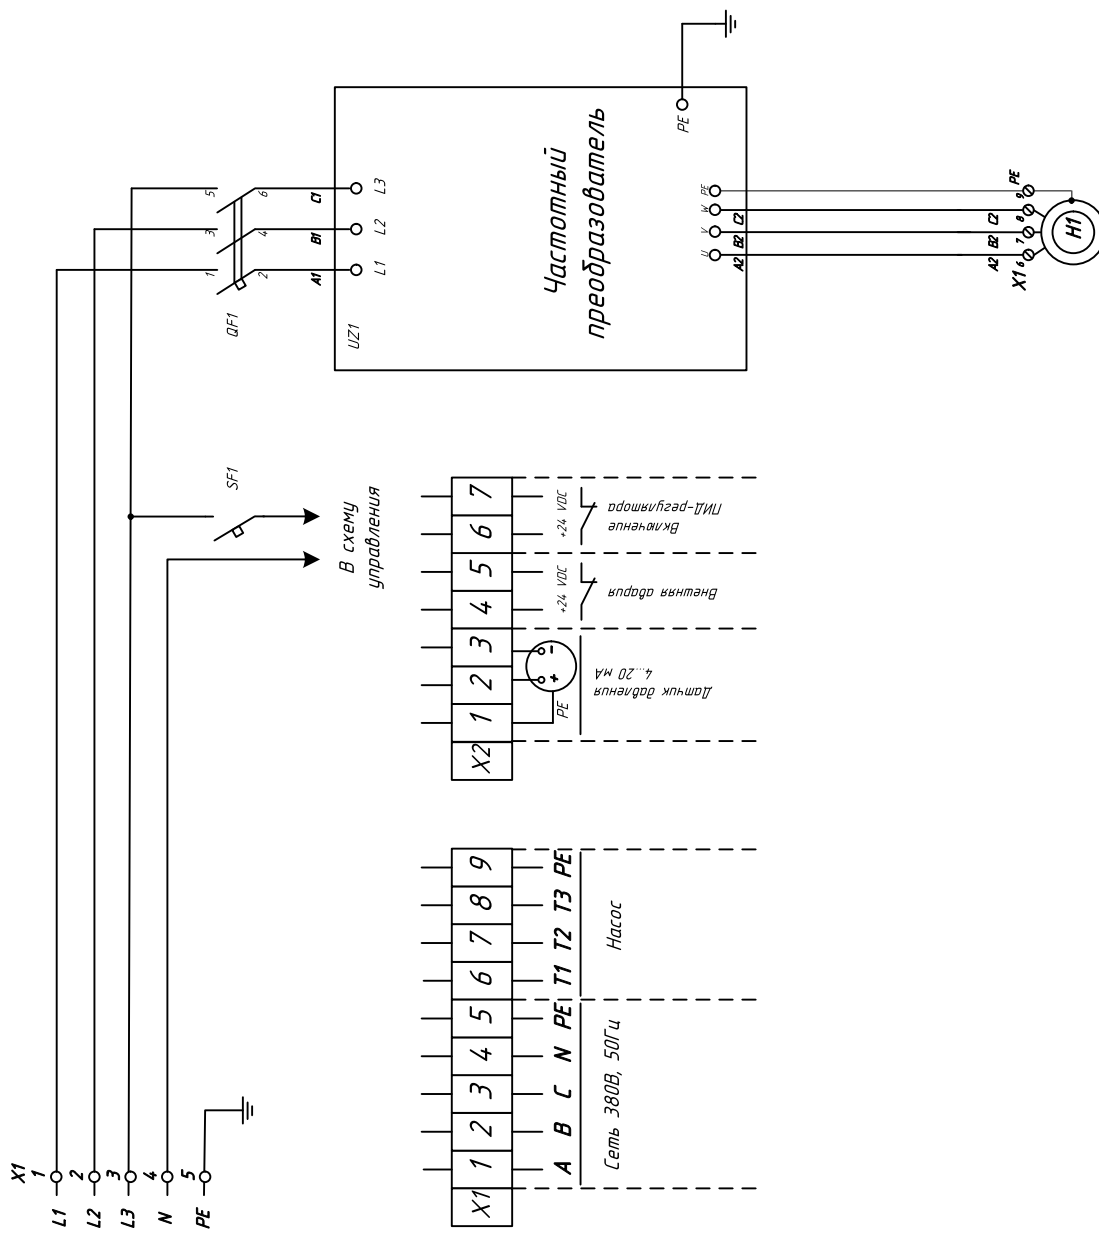 X1
L1 1
L2 2
L3 3
N 4
PE 5
SF1
В схему
управления
QF1
1
3
5
2
4
6
A1
B1
C1
UZ1
L1
L2
L3
Частотный
преобразователь
PE
U
V
W
PE
A2
B2
C2
A2
B2
C2
X1
6
7
8
9
PE
H1
X1
1
2
3
4
5
6
7
8
9
A
B
C
N
PE
T1
T2
T3
PE
Сеть 380В, 50Гц
Насос
X2
1
2
3
4
5
6
7
PE
+
-
Датчик давления
4...20 мА
+24 VDC
Внешняя авария
+24 VDC
Включение
ПИД-регулятора